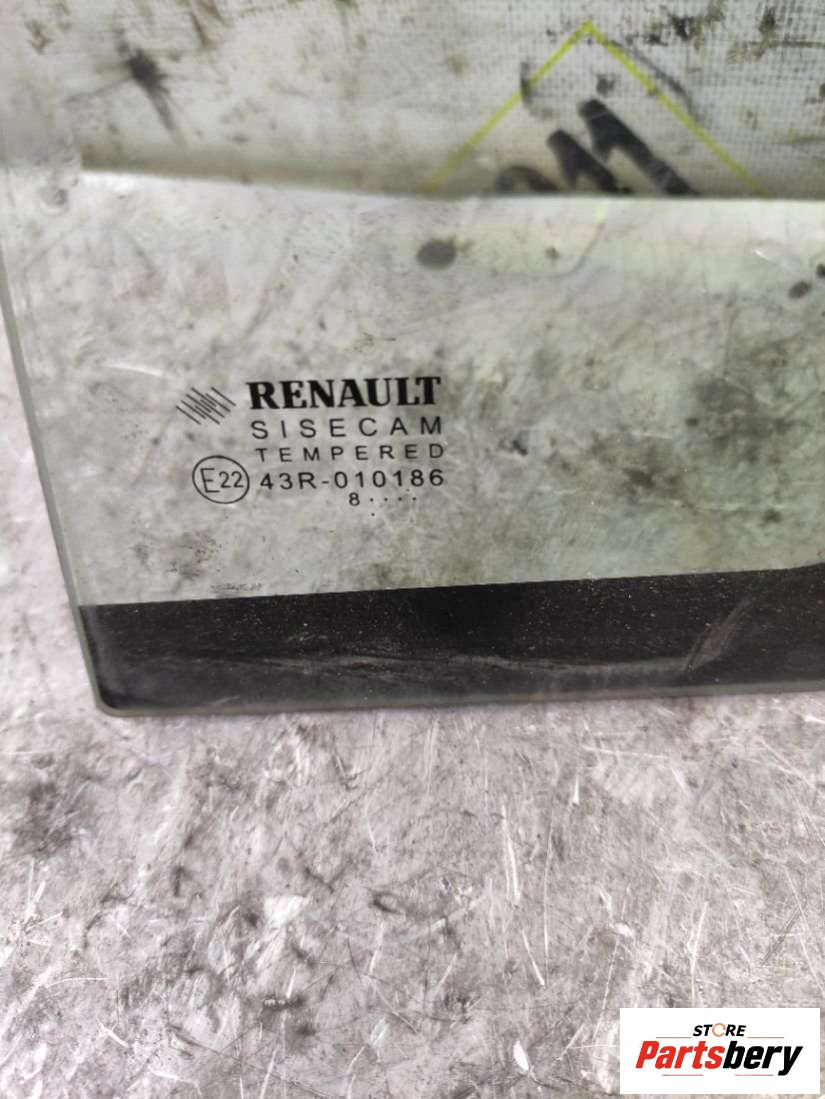 RENAULT
SISECAM
TEMPERED
E22 43R-010186
8....
.
STORE
Partsbery